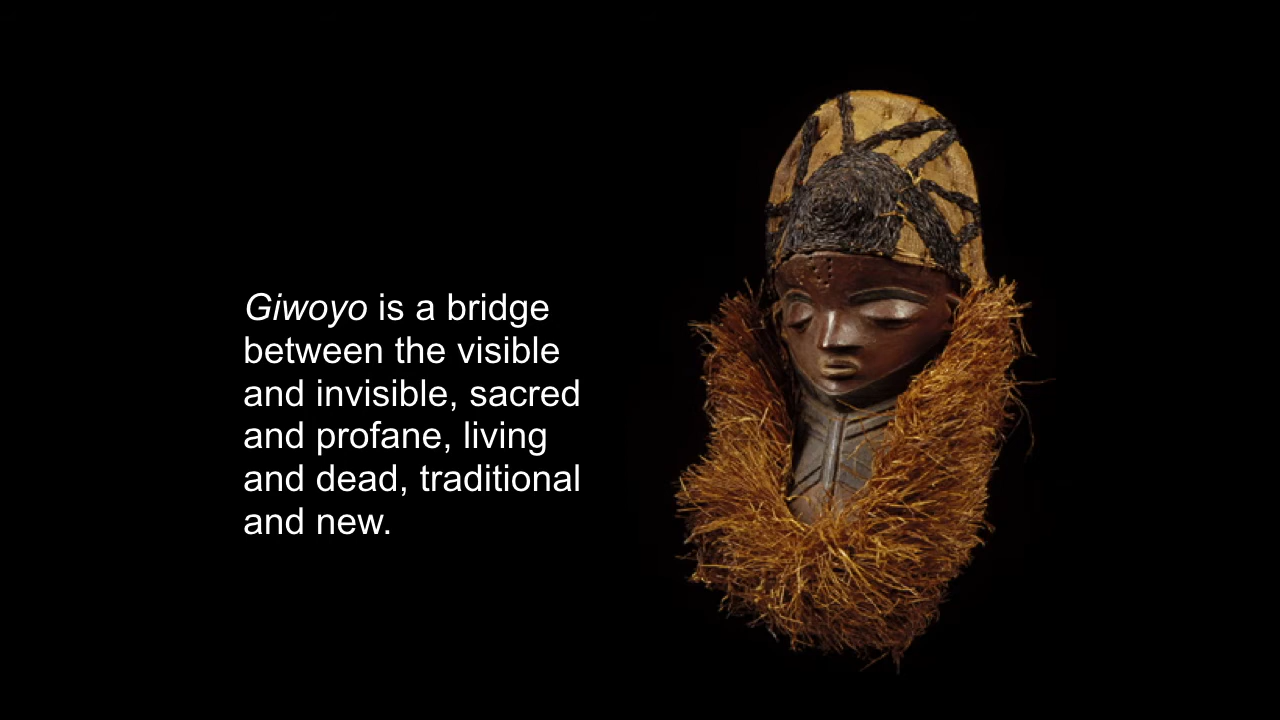 Giwoyo is a bridge
between the visible
and invisible, sacred
and profane, living
and dead, traditional
and new.